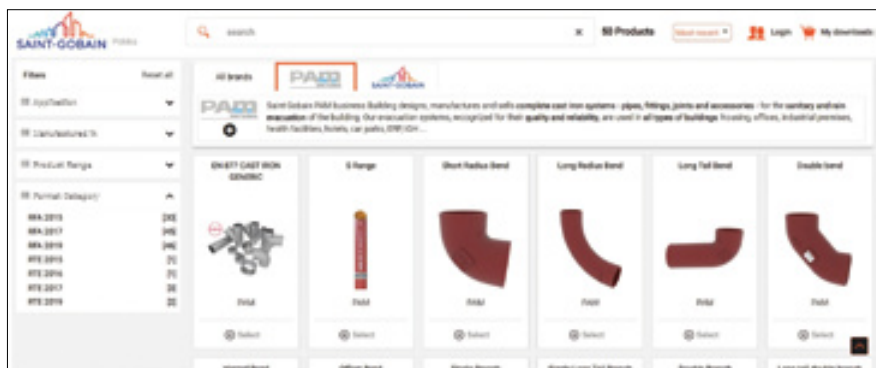 SAINT-GOBAIN
search
50 Products
Most recent
Login
My downloads
Filters
Reset all
Application
Manufactured in
Product Range
Format Category
RFA 2015
RFA 2017
RFA 2019
RTE 2015 [1]
RTE 2016 [1]
RTE 2017
RTE 2019
All brands
PAM
SAINT-GOBAIN
PAM
Saint-Gobain PAM business Building designs, manufactures and sells complete cast iron systems - pipes, fittings, joints and accessories - for the sanitary and rain
evacuation of the building. Our evacuation systems, recognized for their quality and reliability, are used in all types of buildings: housing, offices, industrial premises,
health facilities, hotels, car parks, ERP, IGH ...
EN 877 CAST IRON
GENERIC
S Range
Short Radius Bend
Long Radius Bend
Long Tail Bend
Double bend
PAM
PAM
PAM
PAM
PAM
PAM
Select
Select
Select
Select
Select
Select